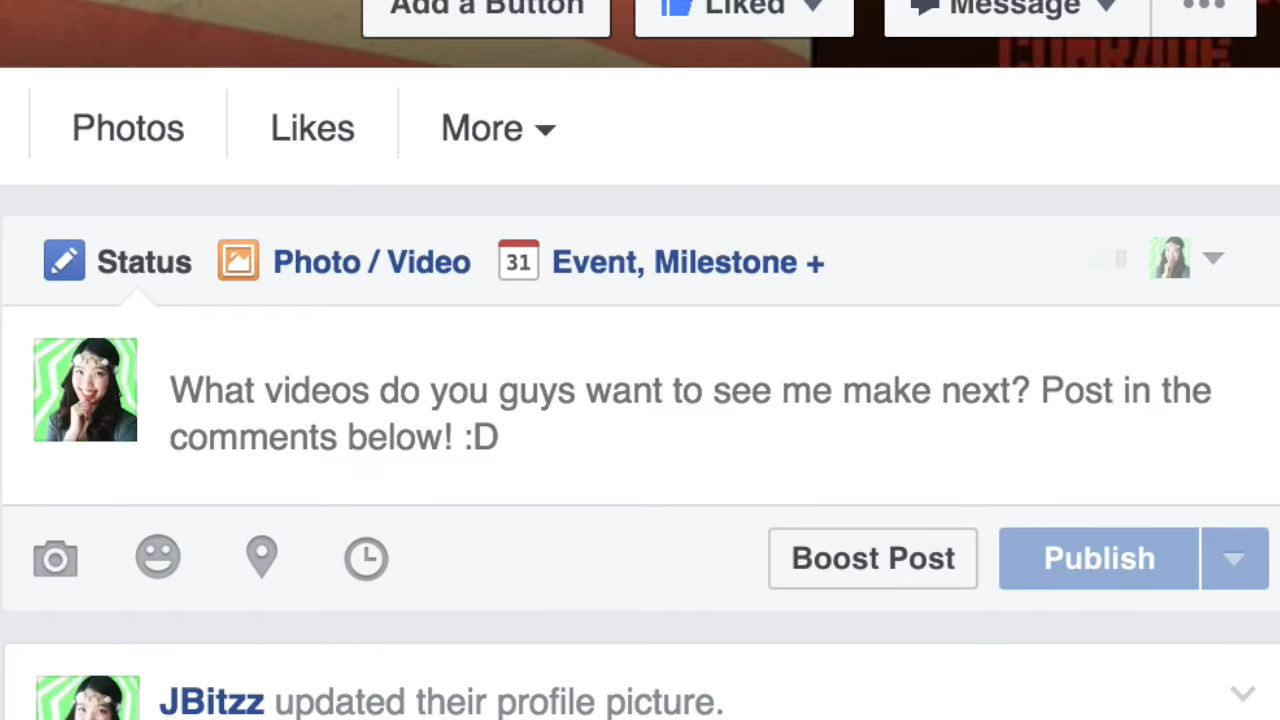 Add a Button Liked Message
COMRADE
Photos Likes More
Status Photo / Video 31 Event, Milestone +
What videos do you guys want to see me make next? Post in the
comments below! :D
Boost Post Publish
JBitzz updated their profile picture.